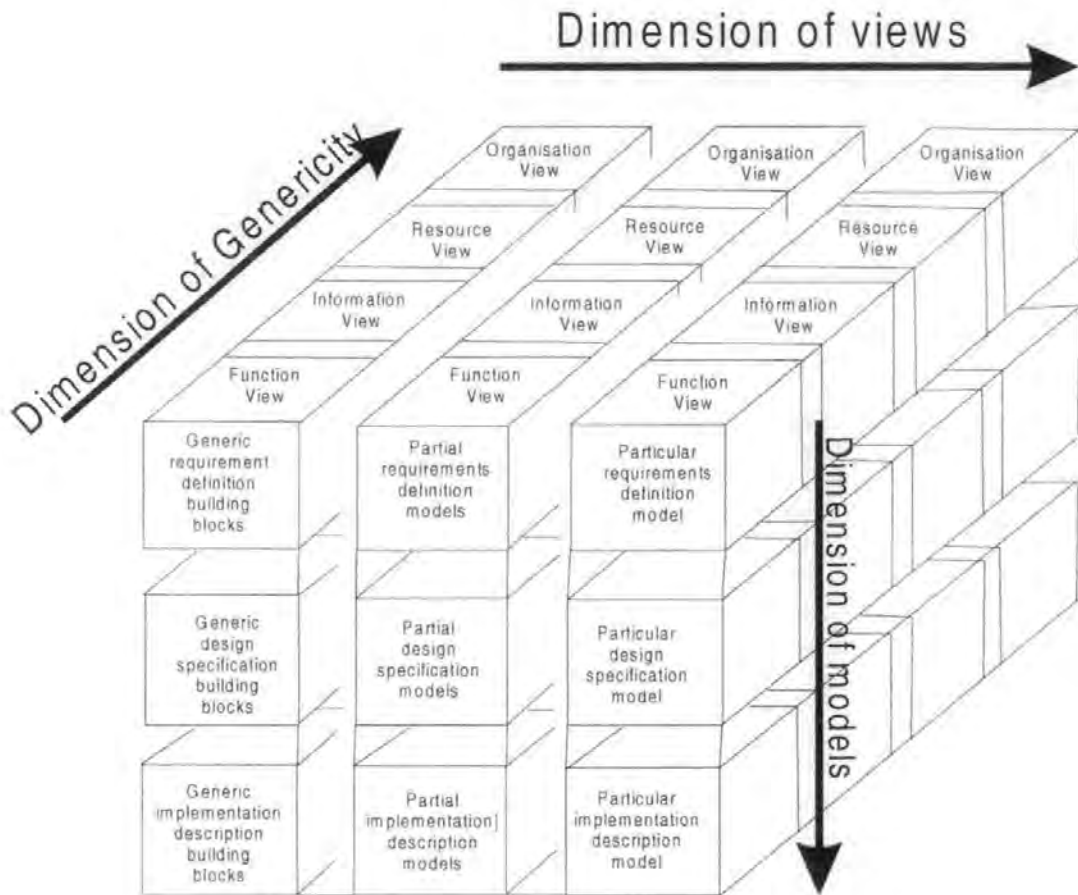 Dimension of views
Dimension of Genericity
Organisation
View
Organisation
View
Organisation
View
Resource
View
Resource
View
Resource
View
Information
View
Information
View
Information
View
Function
View
Function
View
Function
View
Generic
requirement
definition
building
blocks
Partial
requirements
definition
models
Particular
requirements
definition
model
Dimension of models
Generic
design
specification
building
blocks
Partial
design
specification
models
Particular
design
specification
model
Generic
implementation
description
building
blocks
Partial
implementation]
description
models
Particular
implementation
description
model